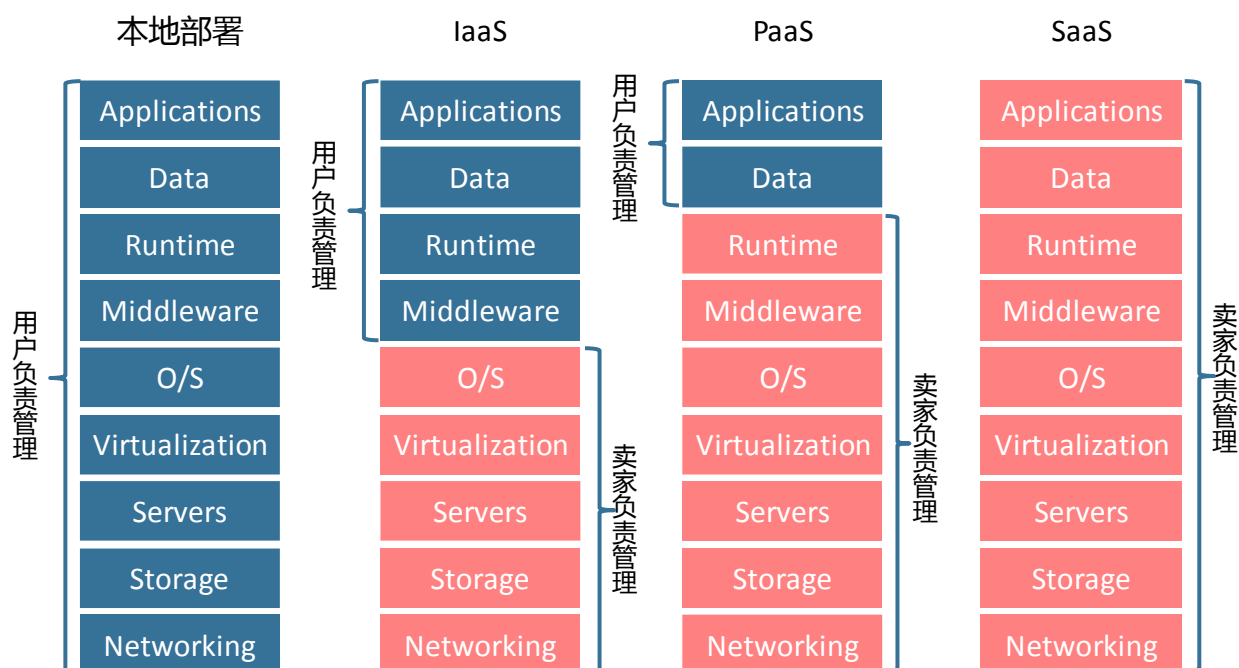 本地部署
IaaS
PaaS
SaaS
用户负责管理
Applications
Data
Runtime
Middleware
O/S
Virtualization
Servers
Storage
Networking
用户负责管理
Applications
Data
Runtime
Middleware
O/S
Virtualization
Servers
Storage
Networking
卖家负责管理
用户负责管理
Applications
Data
Runtime
Middleware
O/S
Virtualization
Servers
Storage
Networking
卖家负责管理
Applications
Data
Runtime
Middleware
O/S
Virtualization
Servers
Storage
Networking
卖家负责管理